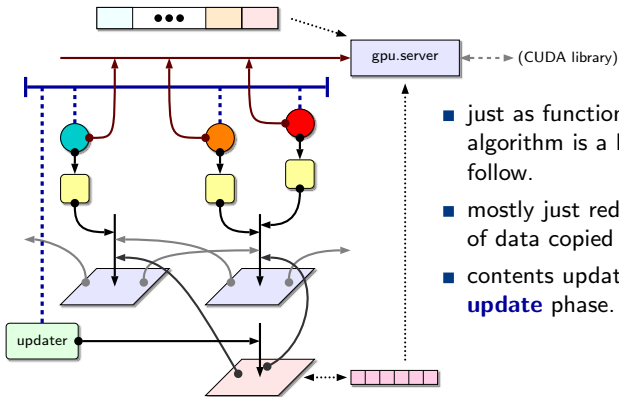 gpu.server
(CUDA library)
just as function
algorithm is a
follow.
mostly just red
of data copied
contents updat
update phase.
updater